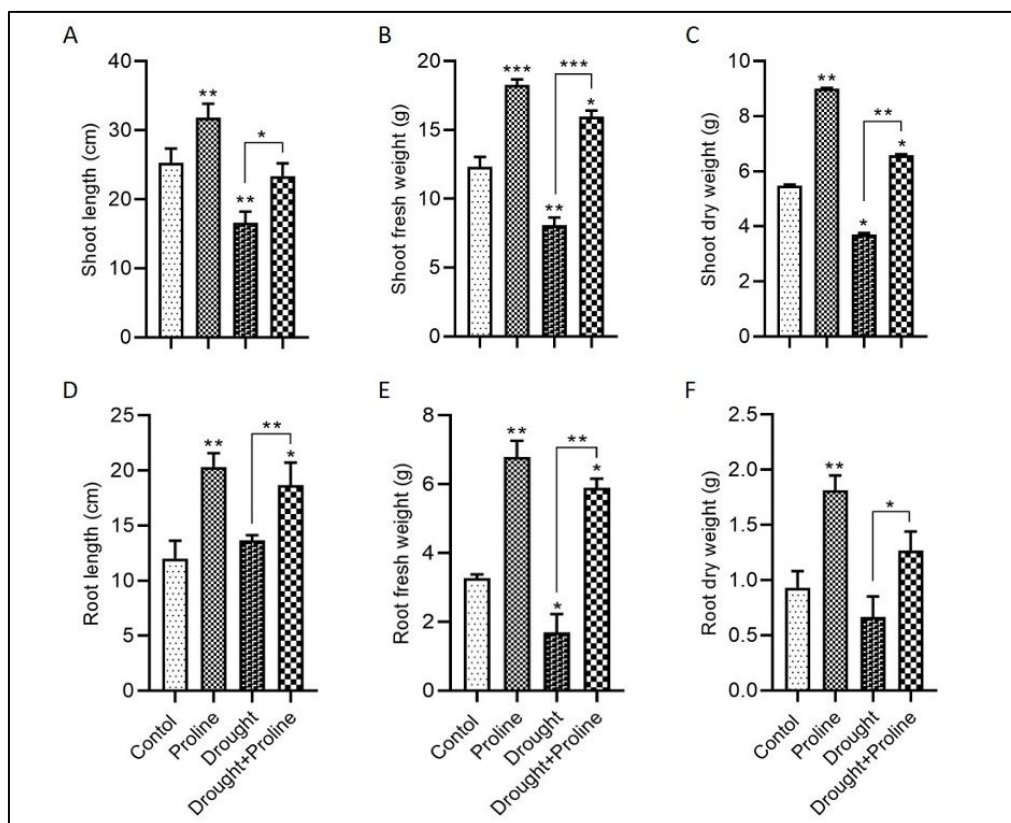 A
B
C
Shoot length (cm)
40
30
20
10
0
**
**
*
Shoot fresh weight (g)
20
15
10
5
0
***
**
***
*
Shoot dry weight (g)
10
8
6
4
2
0
**
*
**
*
D
E
F
Root length (cm)
25
20
15
10
5
0
**
**
*
Root fresh weight (g)
8
6
4
2
0
**
*
**
*
Root dry weight (g)
2.5
2.0
1.5
1.0
0.5
0.0
**
*
Contol
Proline
Drought
Drought+Proline
Contol
Proline
Drought
Drought+Proline
Contol
Proline
Drought
Drought+Proline